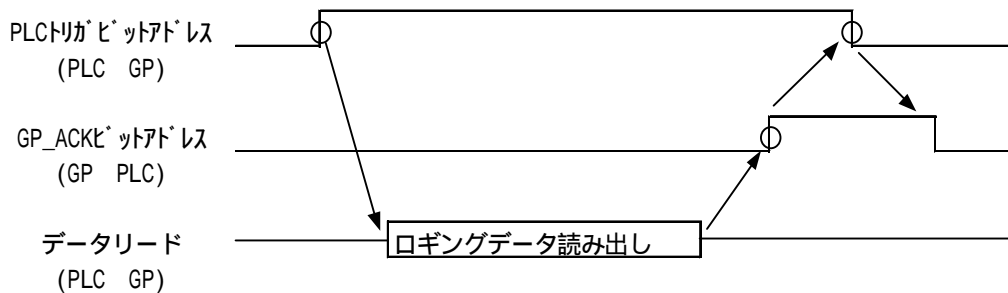 PLCﾄﾘｶﾞﾋﾞｯﾄｱﾄﾞﾚｽ
(PLC GP)
GP_ACKﾋﾞｯﾄｱﾄﾞﾚｽ
(GP PLC)
データリード
(PLC GP)
ロギングデータ読み出し